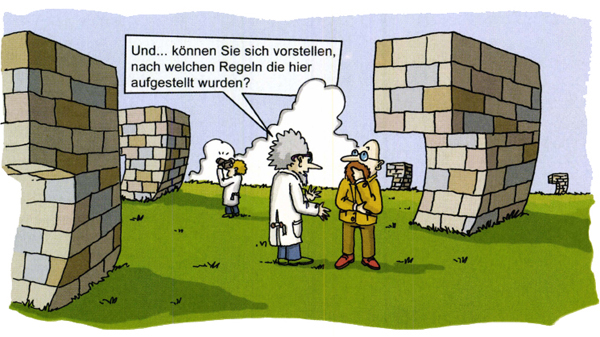 Und... können Sie sich vorstellen,
nach welchen Regeln die hier
aufgestellt wurden?